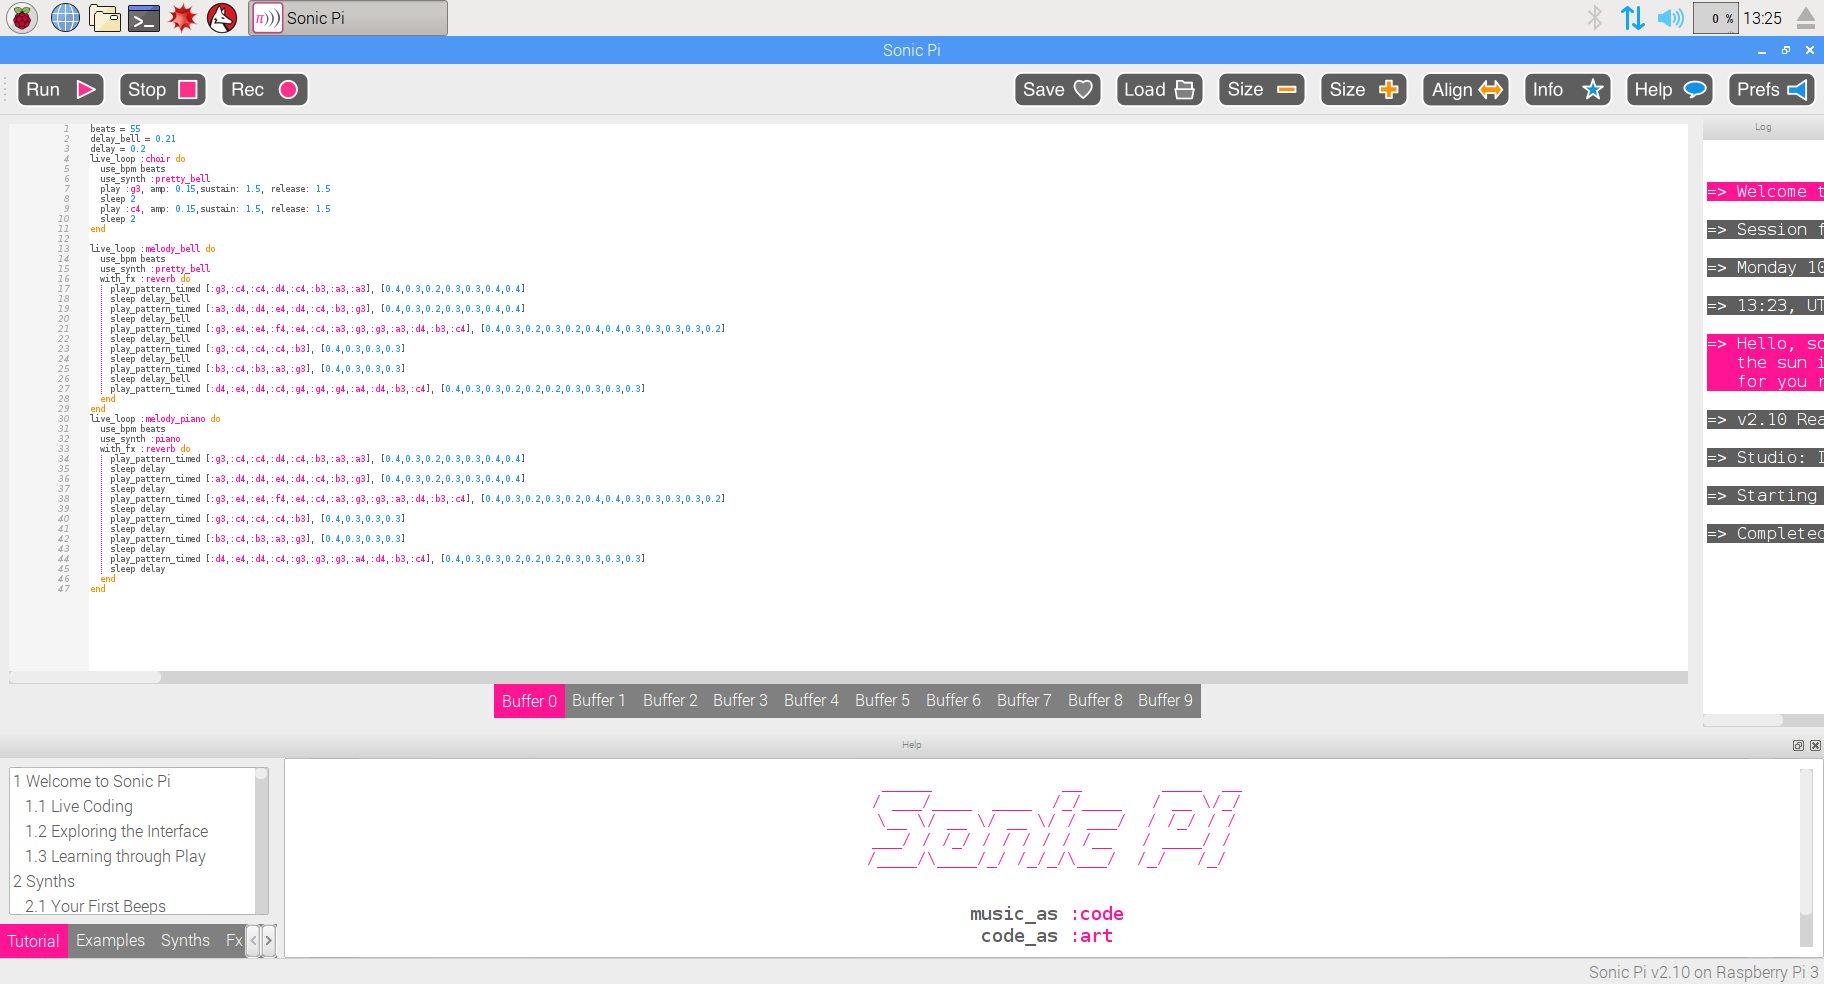 Sonic Pi
0 %
13:25
Sonic Pi
Run
Stop
Rec
Save
Load
Size
Size
Align
Info
Help
Prefs
Log
1 beats = 55
2 delay_bell = 0.21
3 delay = 0.2
4 live_loop :choir do
5 use_bpm beats
6 use_synth :pretty_bell
7 play :g3, amp: 0.15,sustain: 1.5, release: 1.5
8 sleep 2
9 play :c4, amp: 0.15,sustain: 1.5, release: 1.5
10 sleep 2
11 end
12
13 live_loop :melody_bell do
14 use_bpm beats
15 use_synth :pretty_bell
16 with_fx :reverb do
17 play_pattern_timed [:g3,:c4,:c4,:d4,:c4,:b3,:a3,:a3], [0.4,0.3,0.2,0.3,0.3,0.4,0.4]
18 sleep delay_bell
19 play_pattern_timed [:a3,:d4,:d4,:e4,:d4,:c4,:b3,:g3], [0.4,0.3,0.2,0.3,0.3,0.4,0.4]
20 sleep delay_bell
21 play_pattern_timed [:g3,:e4,:e4,:f4,:e4,:c4,:a3,:g3,:g3,:a3,:d4,:b3,:c4], [0.4,0.3,0.2,0.3,0.2,0.4,0.4,0.3,0.3,0.3,0.3,0.2]
22 sleep delay_bell
23 play_pattern_timed [:g3,:c4,:c4,:c4,:b3], [0.4,0.3,0.3,0.3]
24 sleep delay_bell
25 play_pattern_timed [:b3,:c4,:b3,:a3,:g3], [0.4,0.3,0.3,0.3]
26 sleep delay_bell
27 play_pattern_timed [:d4,:e4,:d4,:c4,:g4,:g4,:g4,:a4,:d4,:b3,:c4], [0.4,0.3,0.3,0.2,0.2,0.2,0.3,0.3,0.3,0.3]
28 end
29 end
30 live_loop :melody_piano do
31 use_bpm beats
32 use_synth :piano
33 with_fx :reverb do
34 play_pattern_timed [:g3,:c4,:c4,:d4,:c4,:b3,:a3,:a3], [0.4,0.3,0.2,0.3,0.3,0.4,0.4]
35 sleep delay
36 play_pattern_timed [:a3,:d4,:d4,:e4,:d4,:c4,:b3,:g3], [0.4,0.3,0.2,0.3,0.3,0.4,0.4]
37 sleep delay
38 play_pattern_timed [:g3,:e4,:e4,:f4,:e4,:c4,:a3,:g3,:g3,:a3,:d4,:b3,:c4], [0.4,0.3,0.2,0.3,0.2,0.4,0.4,0.3,0.3,0.3,0.3,0.2]
39 sleep delay
40 play_pattern_timed [:g3,:c4,:c4,:c4,:b3], [0.4,0.3,0.3,0.3]
41 sleep delay
42 play_pattern_timed [:b3,:c4,:b3,:a3,:g3], [0.4,0.3,0.3,0.3]
43 sleep delay
44 play_pattern_timed [:d4,:e4,:d4,:c4,:g3,:g3,:g3,:a4,:d4,:b3,:c4], [0.4,0.3,0.3,0.2,0.2,0.2,0.3,0.3,0.3,0.3]
45 sleep delay
46 end
47 end
=> Welcome t
=> Session f
=> Monday 10
=> 13:23, UT
=> Hello, so
the sun i
for you r
=> v2.10 Rea
=> Studio: I
=> Starting
=> Completed
Buffer 0
Buffer 1
Buffer 2
Buffer 3
Buffer 4
Buffer 5
Buffer 6
Buffer 7
Buffer 8
Buffer 9
Help
1 Welcome to Sonic Pi
1.1 Live Coding
1.2 Exploring the Interface
1.3 Learning through Play
2 Synths
2.1 Your First Beeps
Tutorial
Examples
Synths
Fx
Sonic Pi
music_as :code
code_as :art
Sonic Pi v2.10 on Raspberry Pi 3